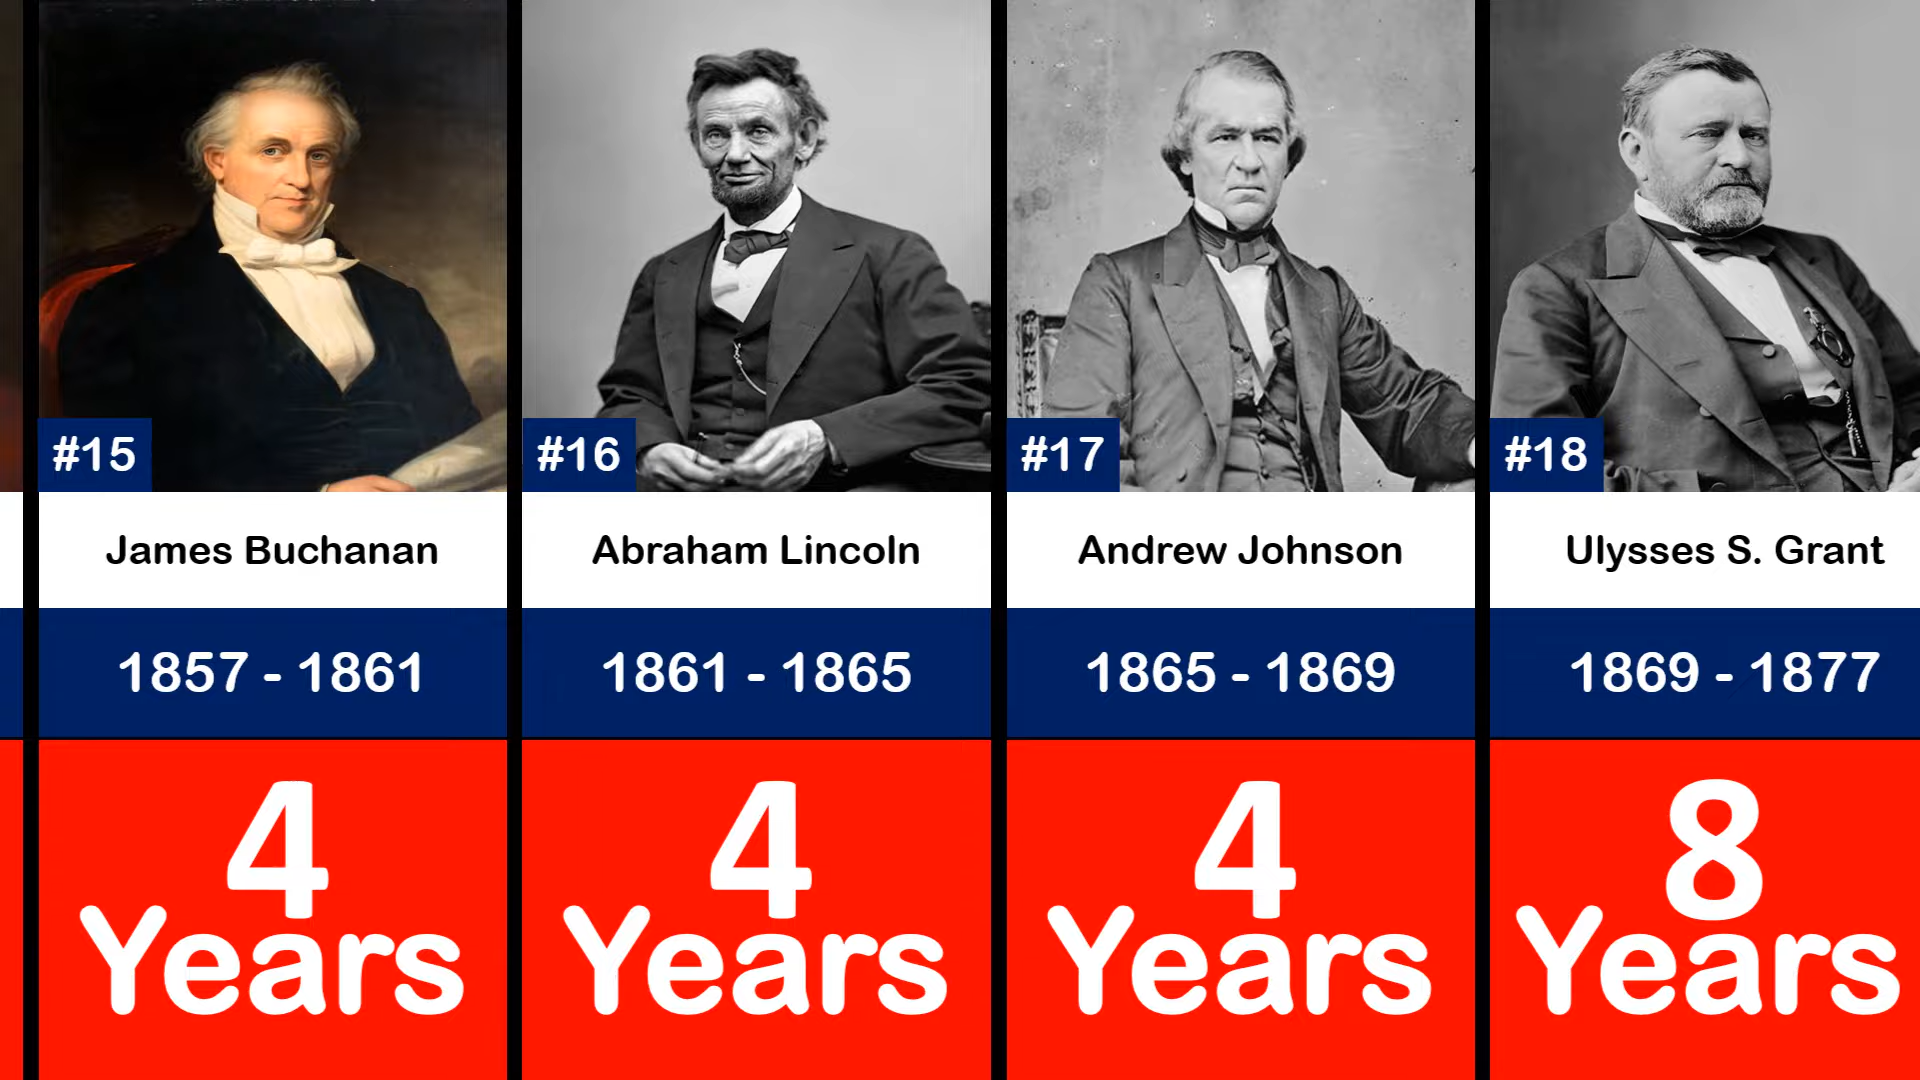 #15
James Buchanan
1857 - 1861
4
Years
#16
Abraham Lincoln
1861 - 1865
4
Years
#17
Andrew Johnson
1865 - 1869
4
Years
#18
Ulysses S. Grant
1869 - 1877
8
Years